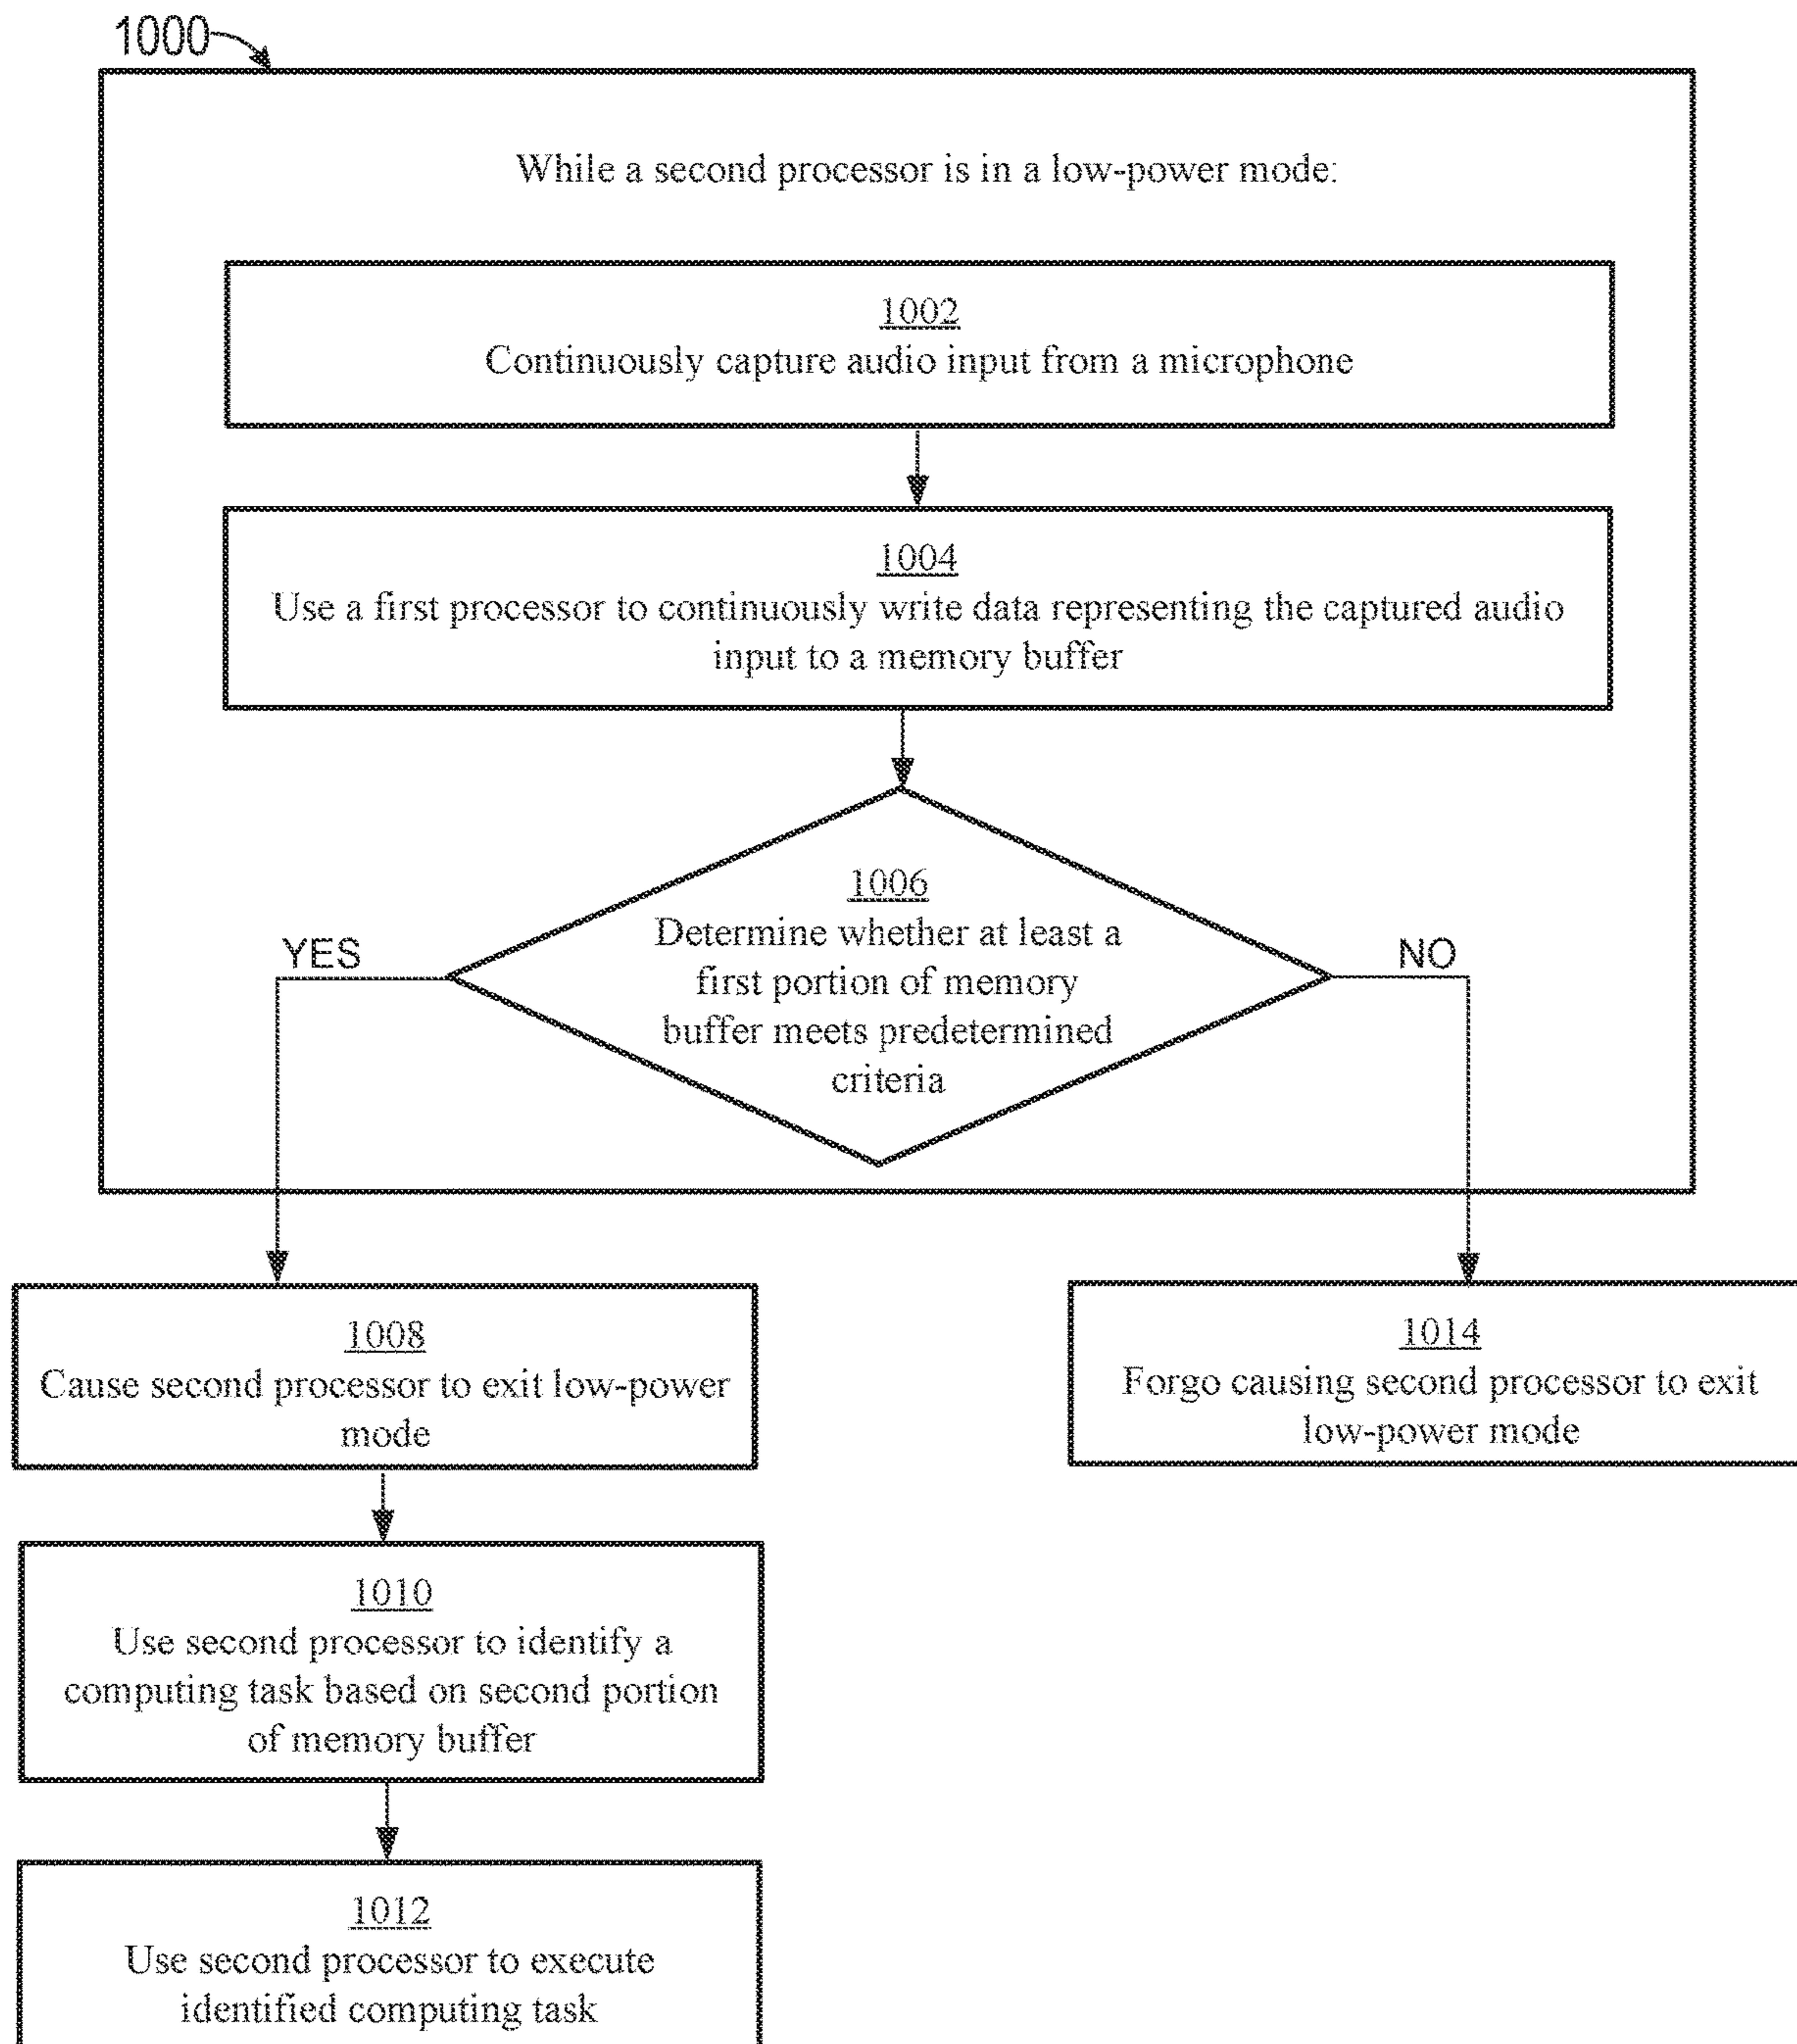 1000
While a second processor is in a low-power mode:
1002
Continuously capture audio input from a microphone
1004
Use a first processor to continuously write data representing the captured audio
input to a memory buffer
1006
Determine whether at least a
first portion of memory
buffer meets predetermined
criteria
YES
NO
1008
Cause second processor to exit low-power
mode
1014
Forgo causing second processor to exit
low-power mode
1010
Use second processor to identify a
computing task based on second portion
of memory buffer
1012
Use second processor to execute
identified computing task